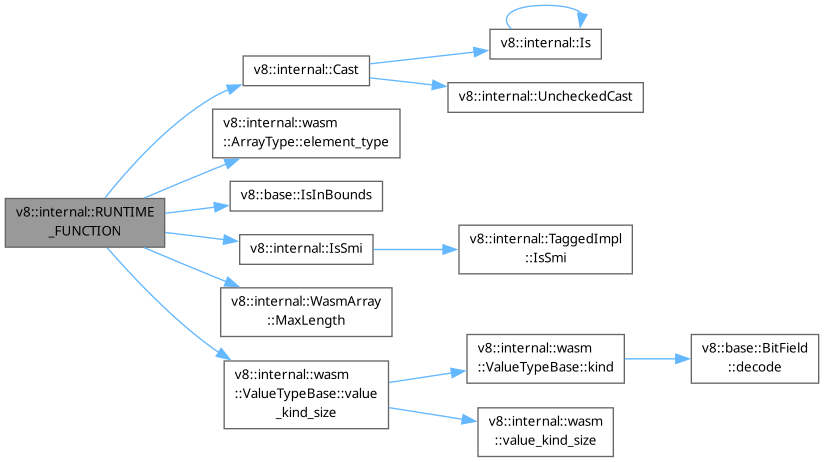 v8::internal::Is
v8::internal::Cast
v8::internal::UncheckedCast
v8::internal::wasm
::ArrayType::element_type
v8::base::IsInBounds
v8::internal::RUNTIME
_FUNCTION
v8::internal::IsSmi
v8::internal::TaggedImpl
::IsSmi
v8::internal::WasmArray
::MaxLength
v8::internal::wasm
::ValueTypeBase::value
_kind_size
v8::internal::wasm
::ValueTypeBase::kind
v8::base::BitField
::decode
v8::internal::wasm
::value_kind_size